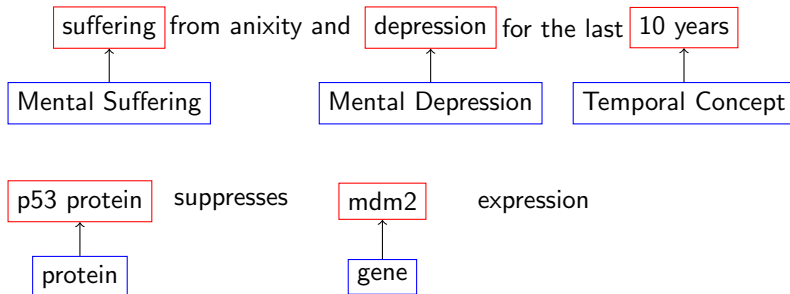 suffering from anixity and depression for the last 10 years
Mental Suffering Mental Depression Temporal Concept
p53 protein suppresses mdm2 expression
protein gene